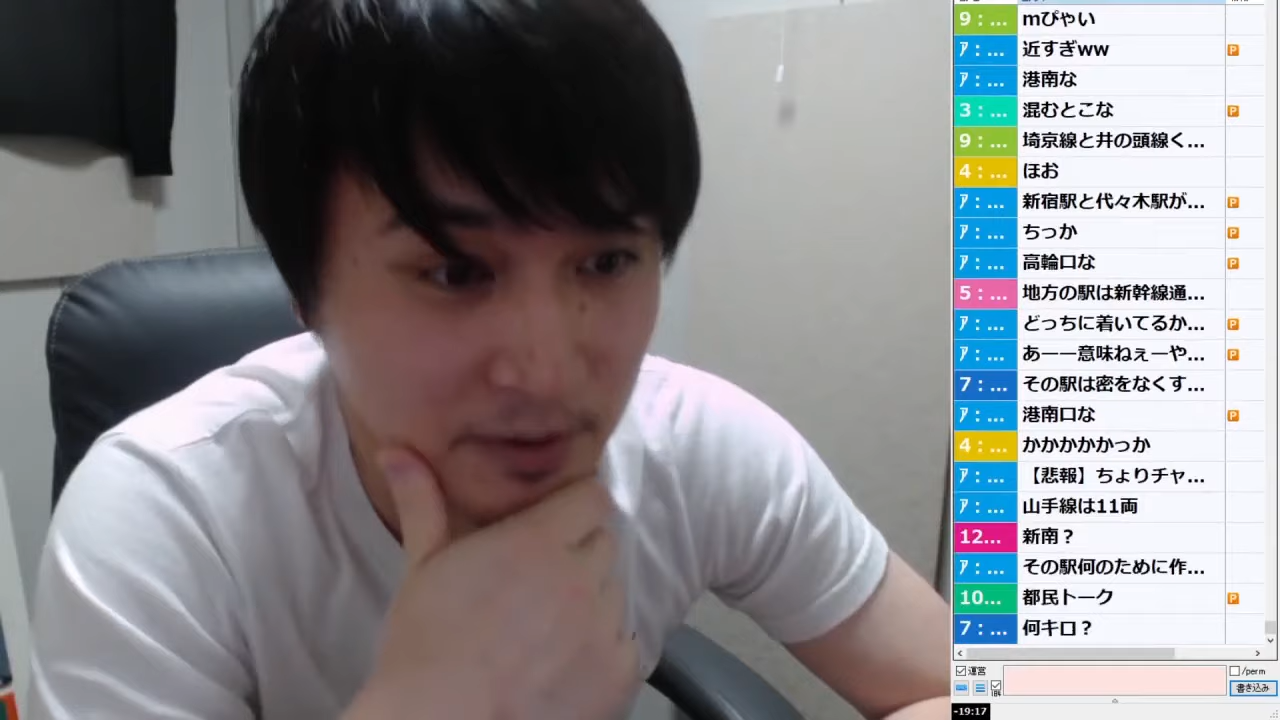 9：... mぴゃい
ｱ：... 近すぎww P
ｱ：... 港南な
3：... 混むとこな P
9：... 埼京線と井の頭線く...
4：... ほお
ｱ：... 新宿駅と代々木駅が... P
ｱ：... ちっか P
ｱ：... 高輪口な P
5：... 地方の駅は新幹線通...
ｱ：... どっちに着いてるか... P
ｱ：... あーー意味ねぇーや... P
7：... その駅は密をなくす...
ｱ：... 港南口な P
4：... かかかかかっか
ｱ：... 【悲報】ちょりチャ...
ｱ：... 山手線は11両
12... 新南？
ｱ：... その駅何のために作...
10... 都民トーク P
7：... 何キロ？
運営 /perm
184 書き込み
-19:17